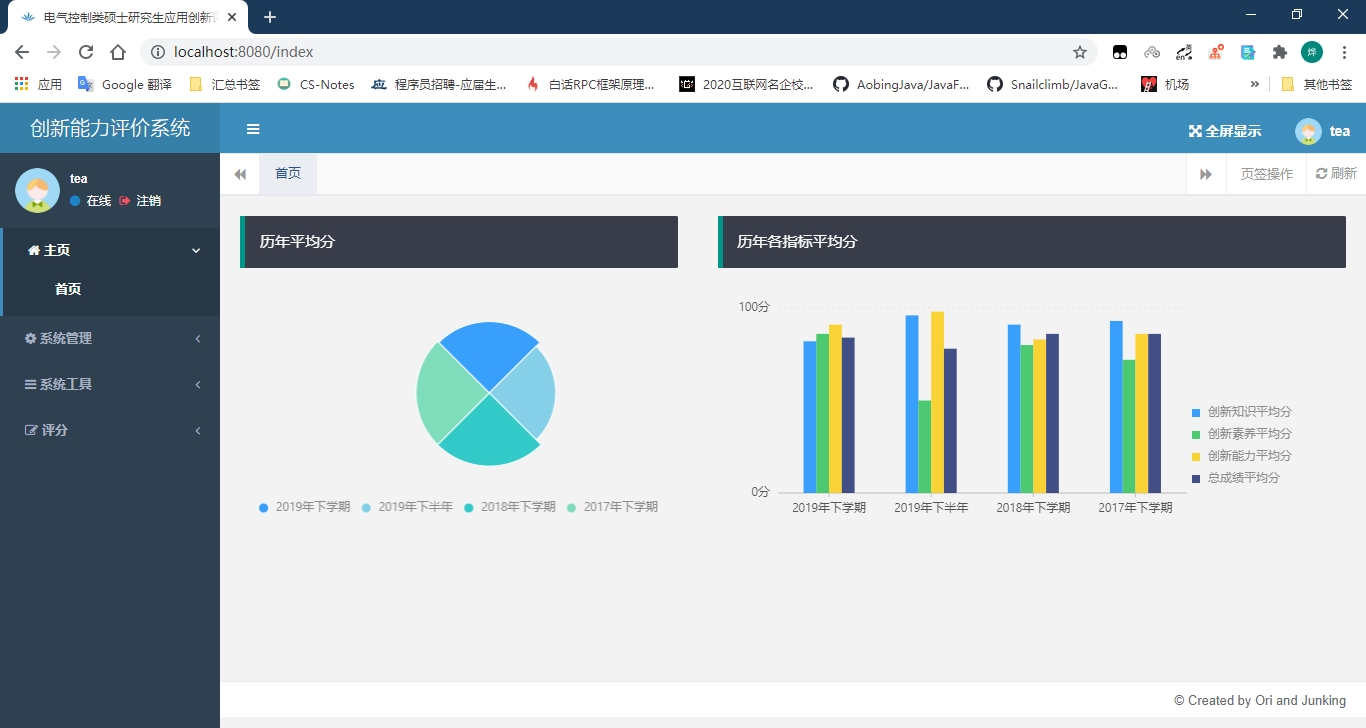 电气控制类硕士研究生应用创新
localhost:8080/index
应用 Google 翻译 汇总书签 CS-Notes 程序员招聘-应届生... 白话RPC框架原理... 2020互联网名企校... AobingJava/JavaF... Snailclimb/JavaG... 机场 » 其他书签
创新能力评价系统
全屏显示 tea
tea
在线 注销
首页 页签操作 刷新
主页
首页
系统管理
系统工具
评分
历年平均分
2019年下学期 2019年下半年 2018年下学期 2017年下学期
历年各指标平均分
100分
0分
2019年下学期 2019年下半年 2018年下学期 2017年下学期
创新知识平均分
创新素养平均分
创新能力平均分
总成绩平均分
© Created by Ori and Junking